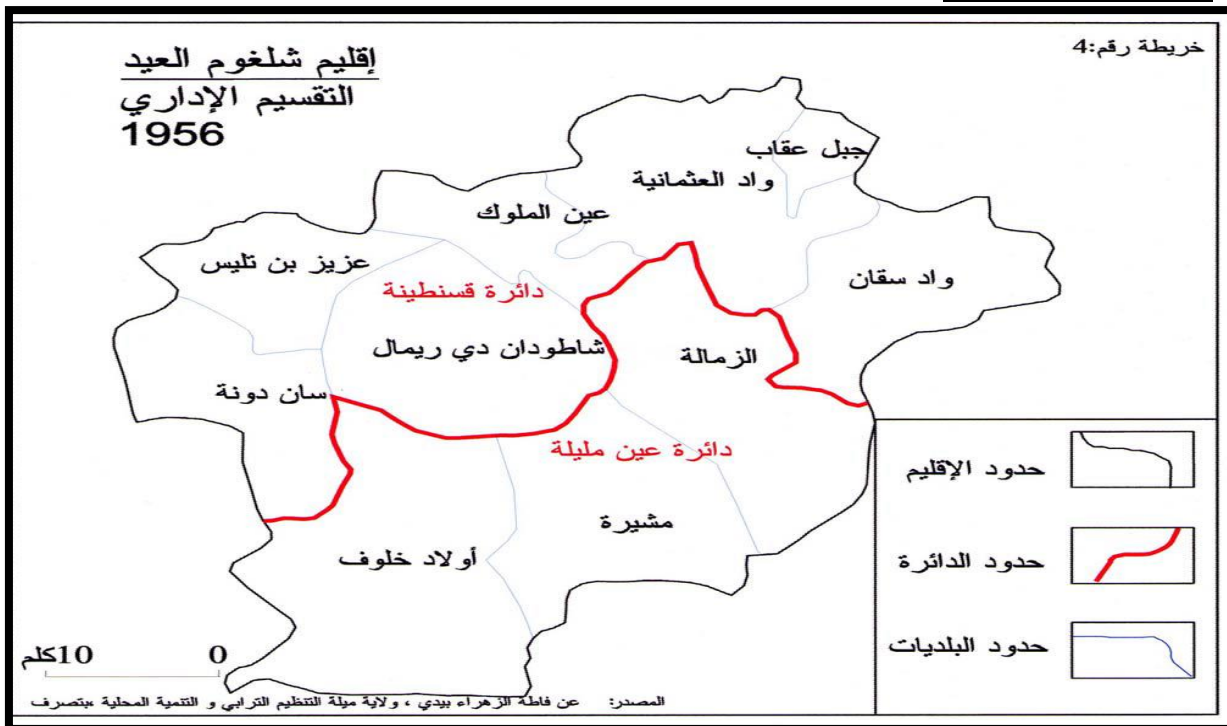 خريطة رقم:4
إقليم شلغوم العيد
التقسيم الإداري
1956
جبل عقاب
واد العثمانية
عين الملوك
عزيز بن تليس
واد سقان
دائرة قسنطينة
شاطودان دي ريمال
الزمالة
سان دونة
دائرة عين مليلة
مشيرة
أولاد خلوف
حدود الإقليم
حدود الدائرة
حدود البلديات
0 10كلم
المصدر: عن فاطة الزهراء بيدي ، ولاية ميلة التنظيم الترابي و التنمية المحلية ،بتصرف